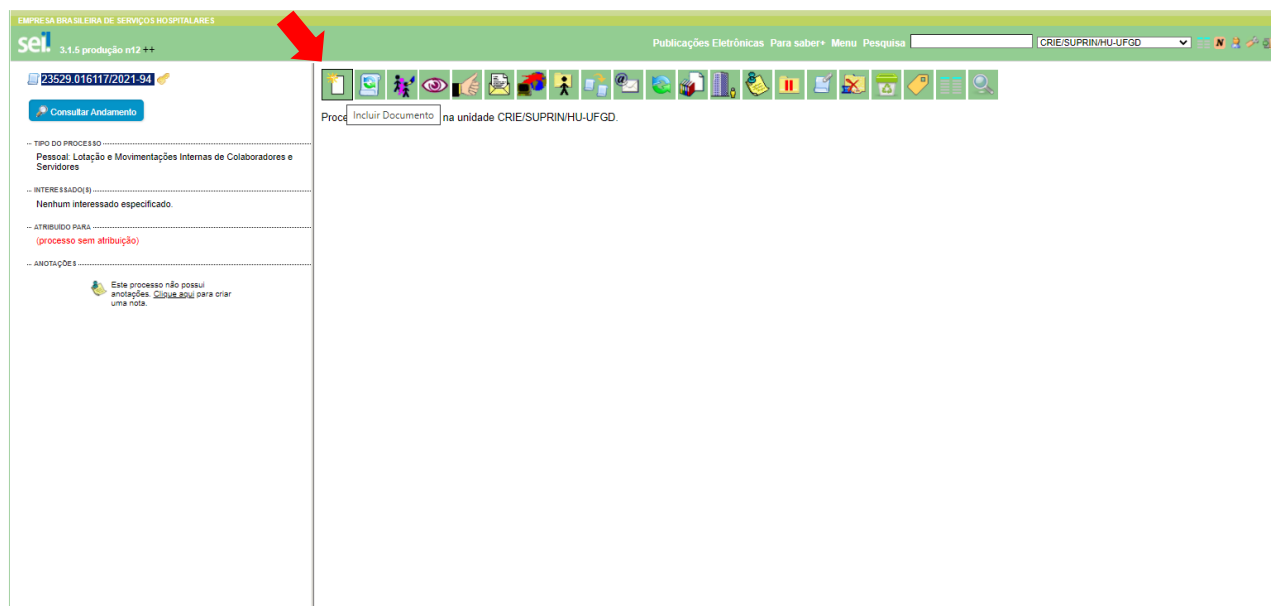 EMPRESA BRASILEIRA DE SERVIÇOS HOSPITALARES
sei. 3.1.5 produção n12 ++
Publicações Eletrônicas Para saber+ Menu Pesquisa
CRIE/SUPRIN/HU-UFGD
N
23529.016117/2021-94
Consultar Andamento
TIPO DO PROCESSO
Pessoal: Lotação e Movimentações Internas de Colaboradores e
Servidores
INTERESSADO(S)
Nenhum interessado especificado.
ATRIBUÍDO PARA
(processo sem atribuição)
ANOTAÇÕES
Este processo não possui
anotações. Clique aqui para criar
uma nota.
Incluir Documento
Proce na unidade CRIE/SUPRIN/HU-UFGD.